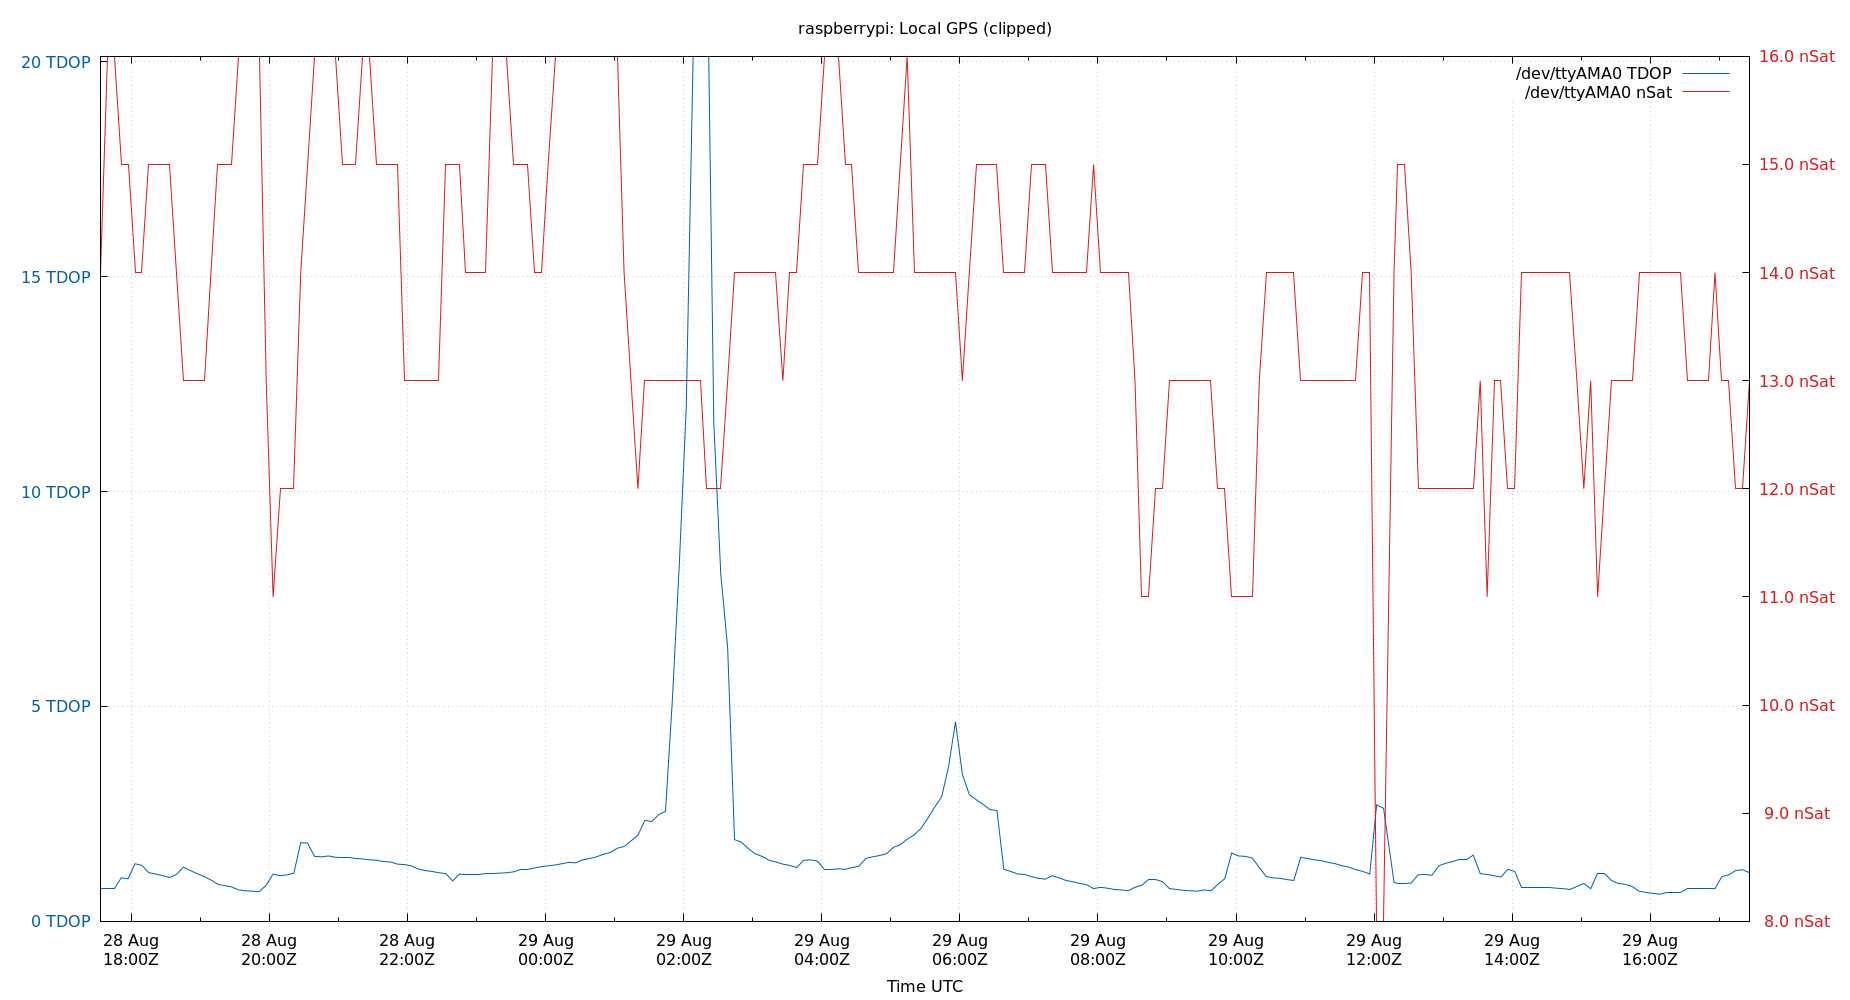 raspberrypi: Local GPS (clipped)
20 TDOP
15 TDOP
10 TDOP
5 TDOP
0 TDOP
/dev/ttyAMA0 TDOP
/dev/ttyAMA0 nSat
16.0 nSat
15.0 nSat
14.0 nSat
13.0 nSat
12.0 nSat
11.0 nSat
10.0 nSat
9.0 nSat
8.0 nSat
28 Aug
18:00Z
28 Aug
20:00Z
28 Aug
22:00Z
29 Aug
00:00Z
29 Aug
02:00Z
29 Aug
04:00Z
29 Aug
06:00Z
29 Aug
08:00Z
29 Aug
10:00Z
29 Aug
12:00Z
29 Aug
14:00Z
29 Aug
16:00Z
Time UTC